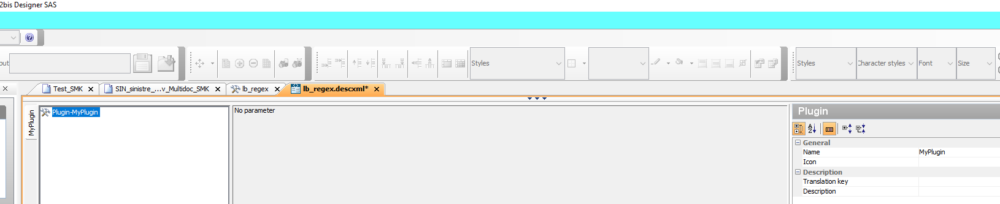 2bis Designer SAS
out
Styles
Styles
Character styles
Font
Size
Test_SMK
SIN_sinistre_...v_Multidoc_SMK
lb_regex
lb_regex.descxml*
MyPlugin
Plugin-MyPlugin
No parameter
Plugin
General
Name MyPlugin
Icon
Description
Translation key
Description